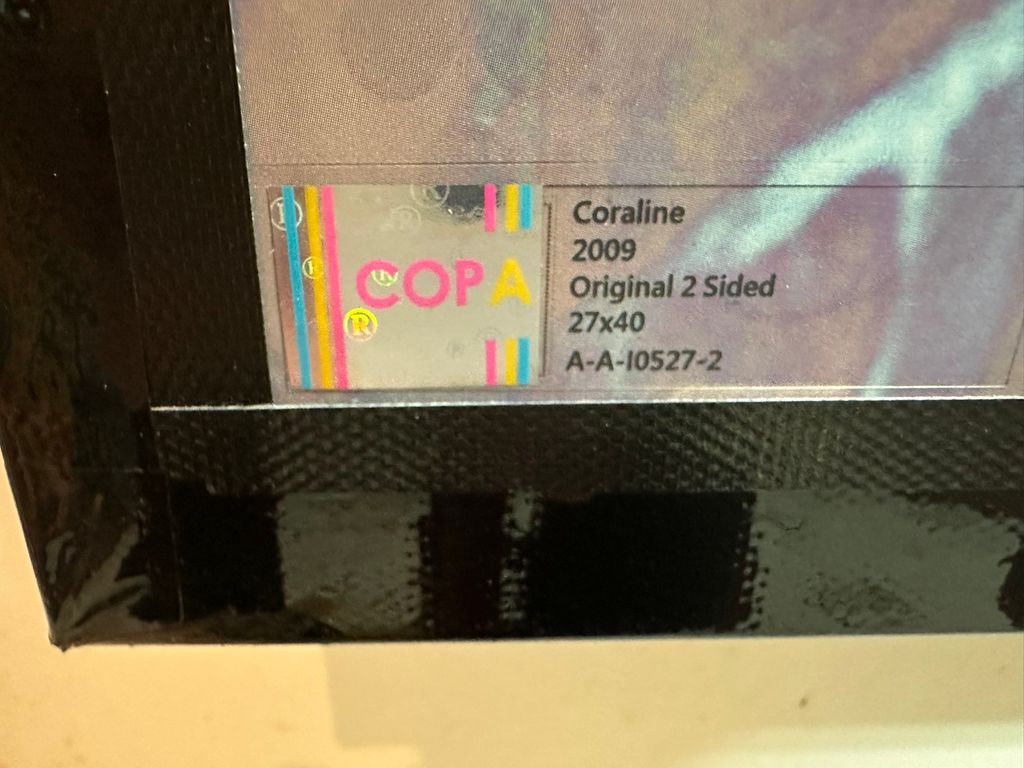 COPA
Coraline
2009
Original 2 Sided
27x40
A-A-I0527-2